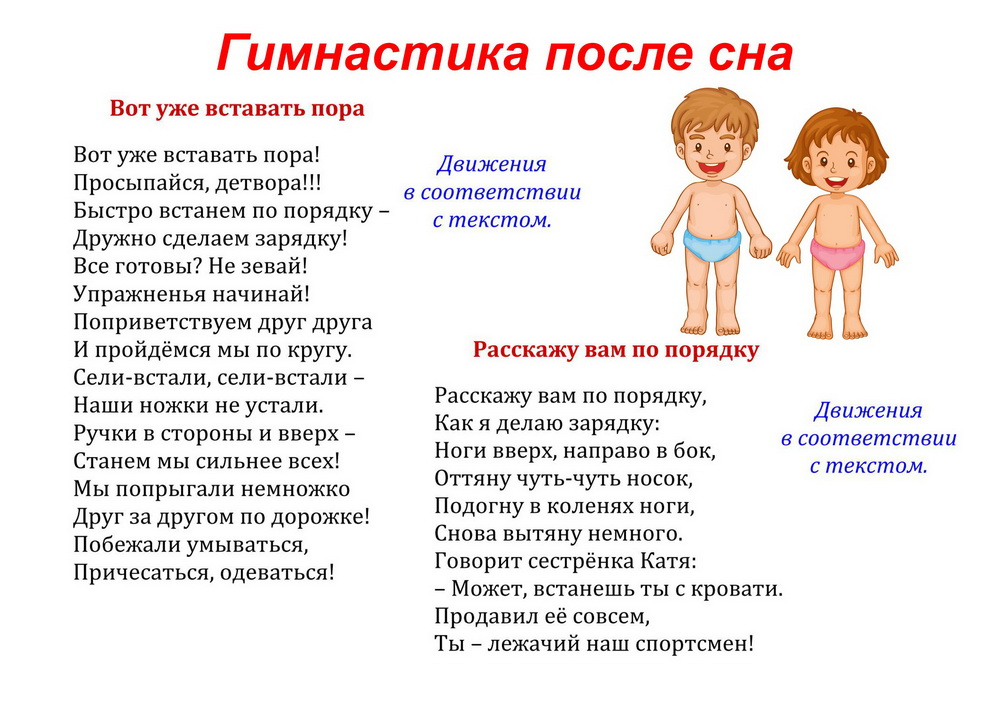 Гимнастика после сна
Вот уже вставать пора
Вот уже вставать пора!
Просыпайся, детвора!!!
Быстро встанем по порядку –
Дружно сделаем зарядку!
Все готовы? Не зевай!
Упражненья начинай!
Поприветствуем друг друга
И пройдёмся мы по кругу.
Сели-встали, сели-встали –
Наши ножки не устали.
Ручки в стороны и вверх –
Станем мы сильнее всех!
Мы попрыгали немножко
Друг за другом по дорожке!
Побежали умываться,
Причесаться, одеваться!
Движения
в соответствии
с текстом.
Расскажу вам по порядку
Расскажу вам по порядку,
Как я делаю зарядку:
Ноги вверх, направо в бок,
Оттяну чуть-чуть носок,
Подогну в коленях ноги,
Снова вытяну немного.
Говорит сестрёнка Катя:
– Может, встанешь ты с кровати.
Продавил её совсем,
Ты – лежачий наш спортсмен!
Движения
в соответствии
с текстом.